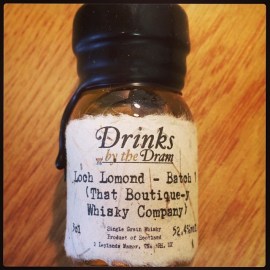 Drinks
by the Dram
Loch Lomond - Batch
(That Boutique-y
Whisky Company)
Single Grain Whisky
Product of Scotland
3cl
52.4%